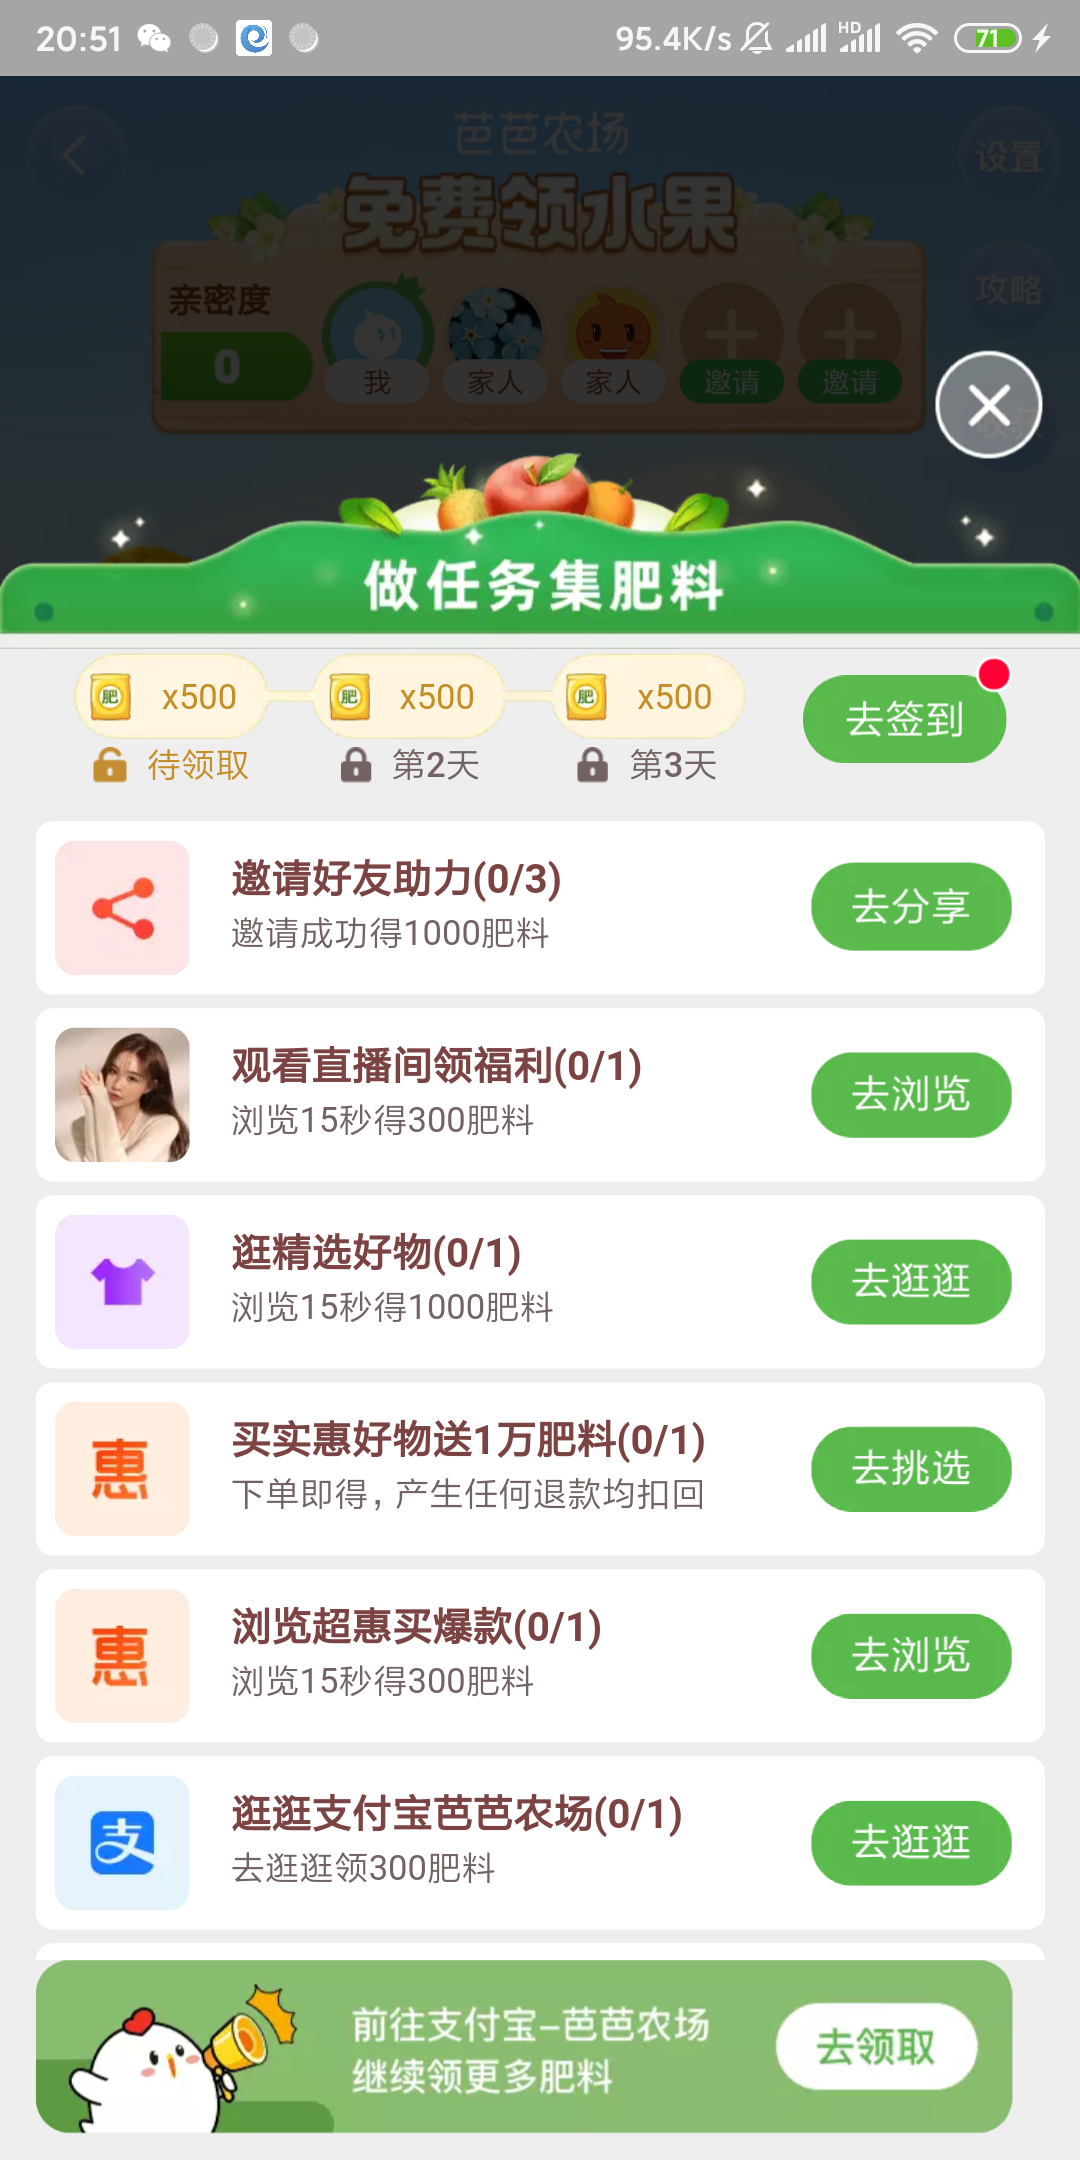 20:51
95.4K/s
HD
71
芭芭农场
设置
免费领水果
攻略
亲密度
0
我
家人
家人
邀请
邀请
做任务集肥料
肥 x500
肥 x500
肥 x500
去签到
待领取
第2天
第3天
邀请好友助力(0/3)
邀请成功得1000肥料
去分享
观看直播间领福利(0/1)
浏览15秒得300肥料
去浏览
逛精选好物(0/1)
浏览15秒得1000肥料
去逛逛
惠
买实惠好物送1万肥料(0/1)
下单即得，产生任何退款均扣回
去挑选
惠
浏览超惠买爆款(0/1)
浏览15秒得300肥料
去浏览
支
逛逛支付宝芭芭农场(0/1)
去逛逛领300肥料
去逛逛
前往支付宝–芭芭农场
继续领更多肥料
去领取